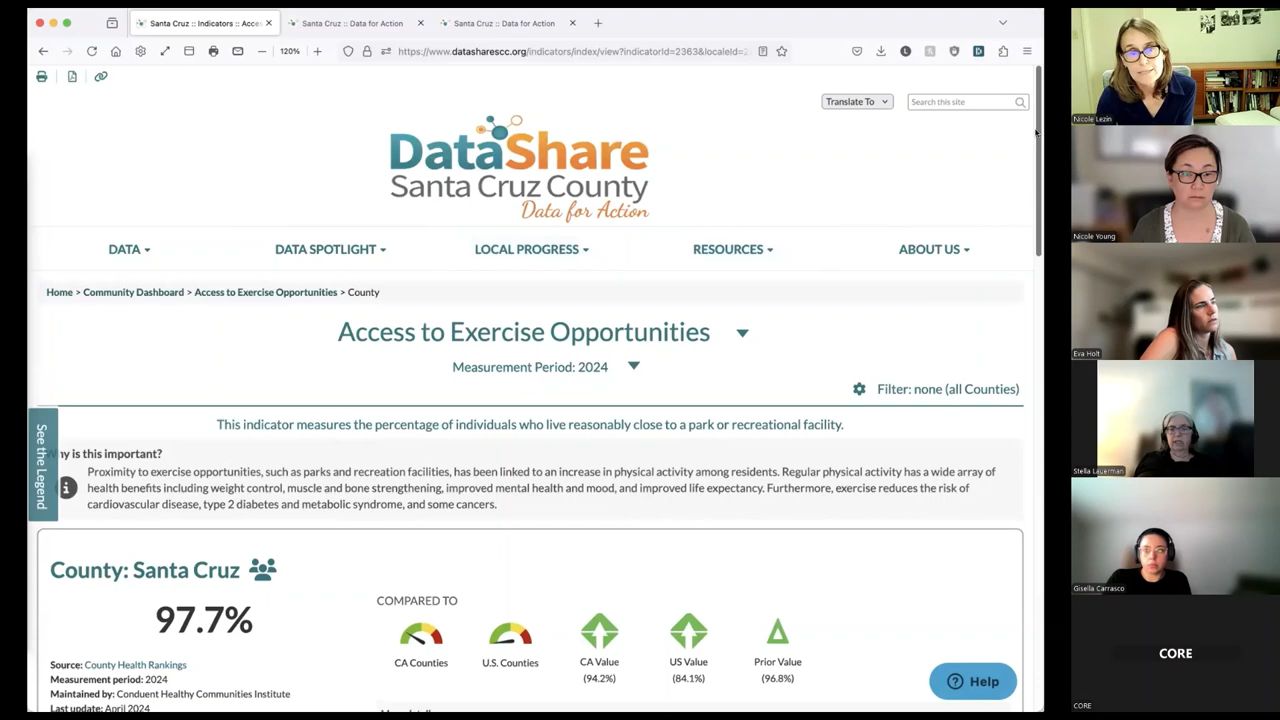 Santa Cruz :: Indicators :: Acces
Santa Cruz :: Data for Action
Santa Cruz :: Data for Action
120%
https://www.datasharescc.org/indicators/index/view?indicatorId=2363&localeId=2
Translate To
Search this site
DataShare
Santa Cruz County
Data for Action
DATA
DATA SPOTLIGHT
LOCAL PROGRESS
RESOURCES
ABOUT US
Home > Community Dashboard > Access to Exercise Opportunities > County
Access to Exercise Opportunities
Measurement Period: 2024
Filter: none (all Counties)
This indicator measures the percentage of individuals who live reasonably close to a park or recreational facility.
See the Legend
hy is this important?
Proximity to exercise opportunities, such as parks and recreation facilities, has been linked to an increase in physical activity among residents. Regular physical activity has a wide array of
health benefits including weight control, muscle and bone strengthening, improved mental health and mood, and improved life expectancy. Furthermore, exercise reduces the risk of
cardiovascular disease, type 2 diabetes and metabolic syndrome, and some cancers.
County: Santa Cruz
97.7%
Source: County Health Rankings
Measurement period: 2024
Maintained by: Conduent Healthy Communities Institute
Last update: April 2024
COMPARED TO
CA Counties
U.S. Counties
CA Value
(94.2%)
US Value
(84.1%)
Prior Value
(96.8%)
Help
Nicole Lezin
Nicole Young
Eva Holt
Stella Lauerman
Gisella Carrasco
CORE
CORE